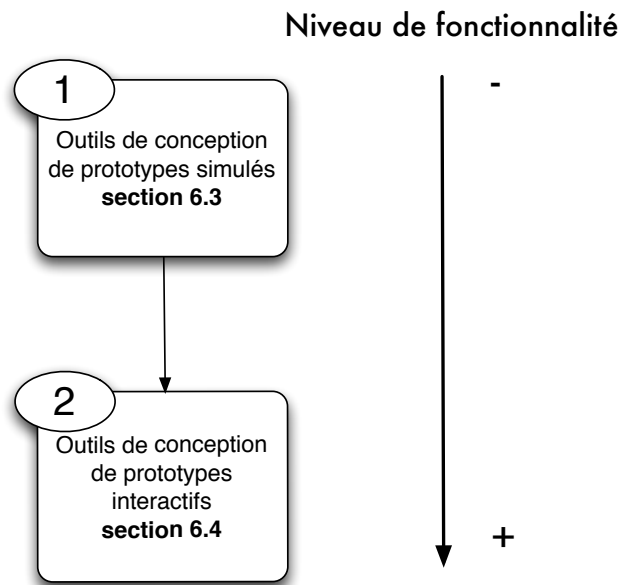 Niveau de fonctionnalité
1
-
Outils de conception
de prototypes simulés
section 6.3
2
Outils de conception
de prototypes
interactifs
section 6.4
+